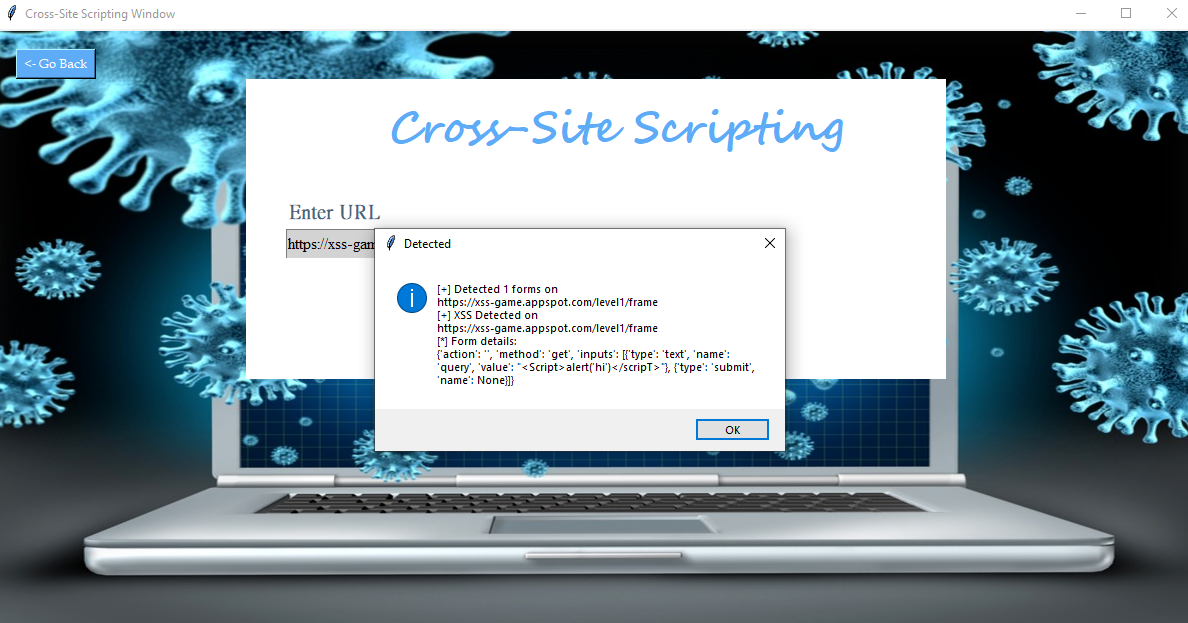 Cross-Site Scripting Window
<- Go Back
Cross-Site Scripting
Enter URL
https://xss-gam
Detected
[+] Detected 1 forms on
https://xss-game.appspot.com/level1/frame
[+] XSS Detected on
https://xss-game.appspot.com/level1/frame
[*] Form details:
{'action': '', 'method': 'get', 'inputs': [{'type': 'text', 'name':
'query', 'value': "<Script>alert('hi')</scripT>"}, {'type': 'submit',
'name': None}]}
OK